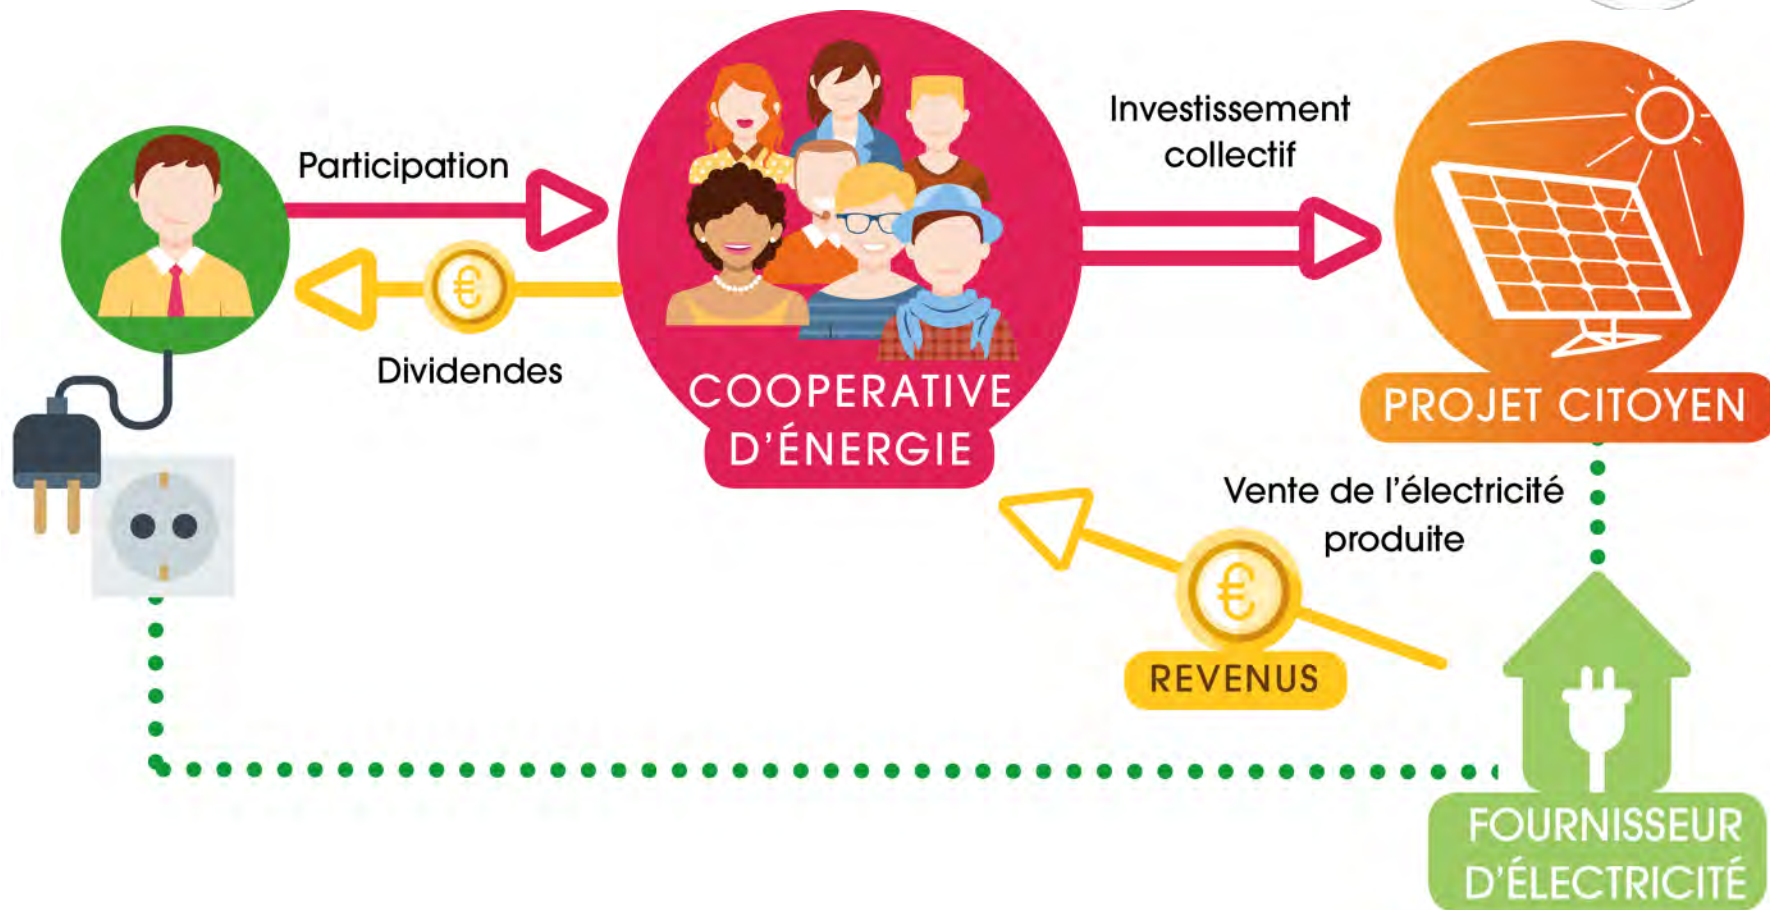 Participation
Dividendes
COOPERATIVE
D'ÉNERGIE
Investissement
collectif
PROJET CITOYEN
Vente de l'électricité
produite
REVENUS
FOURNISSEUR
D'ÉLECTRICITÉ